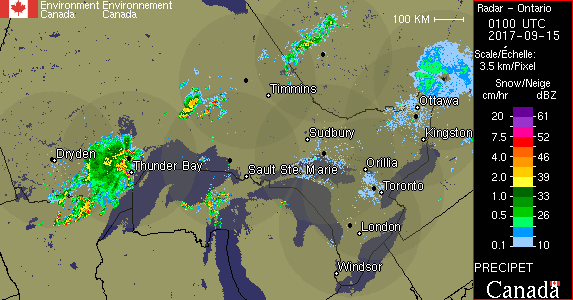 Environment Environnement
Canada Canada
100 KM
Timmins
Ottawa
Sudbury
Kingston
Dryden
Thunder Bay
Sault Ste. Marie
Orillia
Toronto
London
Windsor
Radar - Ontario
0100 UTC
2017-09-15
Scale/Échelle:
3.5 km/Pixel
Snow/Neige
cm/hr dBZ
20 61
7.5 52
4.0 46
2.0 39
1.0 33
0.5 26
0.1 10
PRECIPET
Canada